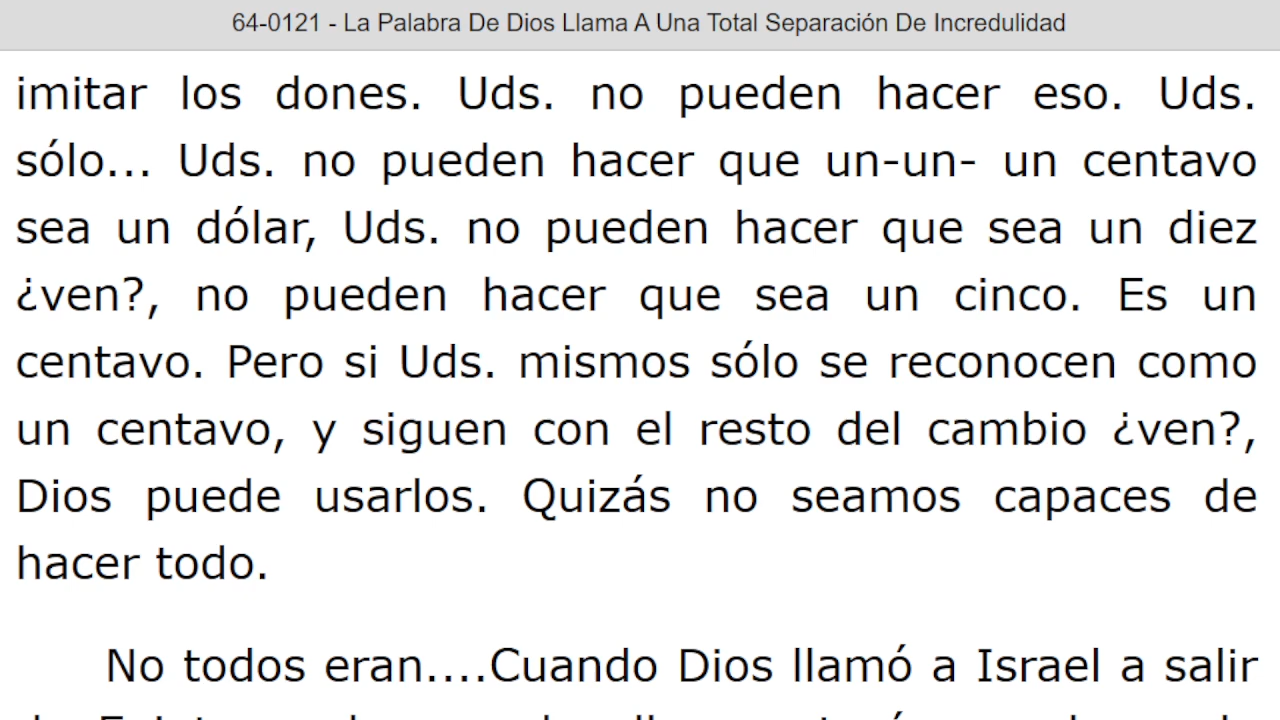 64-0121 - La Palabra De Dios Llama A Una Total Separación De Incredulidad
imitar los dones. Uds. no pueden hacer eso. Uds.
sólo... Uds. no pueden hacer que un-un- un centavo
sea un dólar, Uds. no pueden hacer que sea un diez
¿ven?, no pueden hacer que sea un cinco. Es un
centavo. Pero si Uds. mismos sólo se reconocen como
un centavo, y siguen con el resto del cambio ¿ven?,
Dios puede usarlos. Quizás no seamos capaces de
hacer todo.
No todos eran....Cuando Dios llamó a Israel a salir